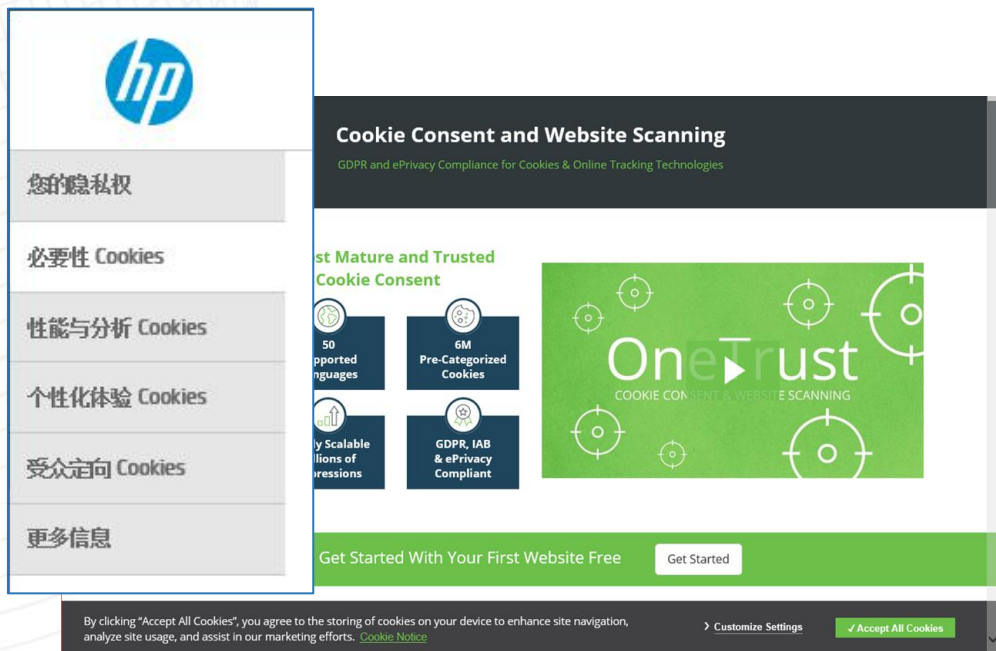 hp
您的隐私权
必要性 Cookies
性能与分析 Cookies
个性化体验 Cookies
受众定向 Cookies
更多信息
Cookie Consent and Website Scanning
GDPR and ePrivacy Compliance for Cookies & Online Tracking Technologies
st Mature and Trusted
Cookie Consent
50
pported
nguages
6M
Pre-Categorized
Cookies
ly Scalable
llions of
pressions
GDPR, IAB
& ePrivacy
Compliant
OneTrust
COOKIE CONSENT & WEBSITE SCANNING
Get Started With Your First Website Free
Get Started
By clicking “Accept All Cookies”, you agree to the storing of cookies on your device to enhance site navigation,
analyze site usage, and assist in our marketing efforts. Cookie Notice
Customize Settings
Accept All Cookies